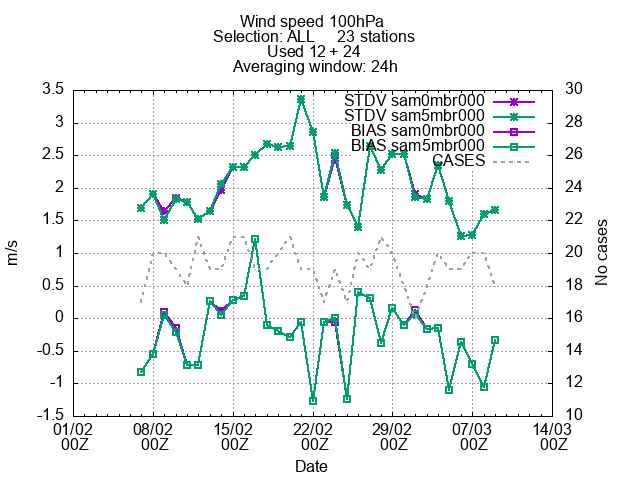 Wind speed 100hPa
Selection: ALL 23 stations
Used 12 + 24
Averaging window: 24h
STDV sam0mbr000
STDV sam5mbr000
BIAS sam0mbr000
BIAS sam5mbr000
CASES
3.5
3
2.5
2
1.5
1
0.5
0
-0.5
-1
-1.5
m/s
30
28
26
24
22
20
18
16
14
12
10
No cases
01/02 08/02 15/02 22/02 29/02 07/03 14/03
00Z 00Z 00Z 00Z 00Z 00Z 00Z
Date